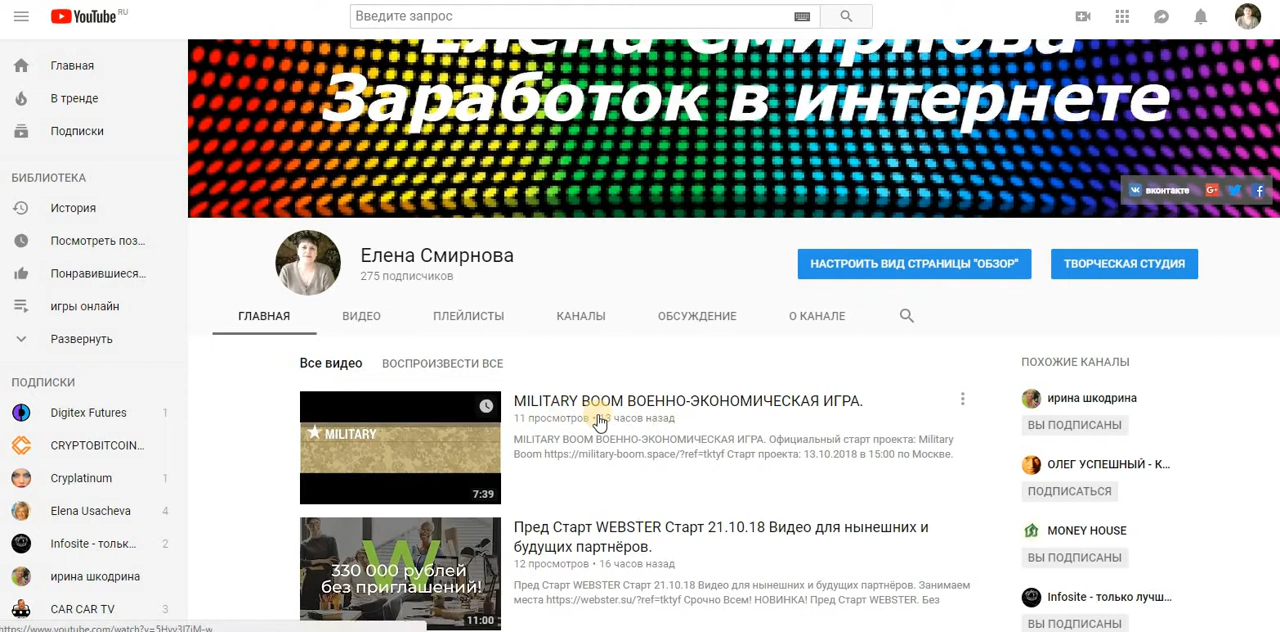 YouTube RU
Введите запрос
Главная
В тренде
Подписки
БИБЛИОТЕКА
История
Посмотреть поз...
Понравившиеся...
игры онлайн
Развернуть
ПОДПИСКИ
Digitex Futures
CRYPTOBITCOIN...
Cryplatinum 1
Elena Usacheva 4
Infosite - тольк... 2
ирина шкодрина
CAR CAR TV 3
Елена Смирнова
Заработок в интернете
вконтакте
Елена Смирнова
275 подписчиков
НАСТРОИТЬ ВИД СТРАНИЦЫ "ОБЗОР"
ТВОРЧЕСКАЯ СТУДИЯ
ГЛАВНАЯ ВИДЕО ПЛЕЙЛИСТЫ КАНАЛЫ ОБСУЖДЕНИЕ О КАНАЛЕ
Все видео ВОСПРОИЗВЕСТИ ВСЕ
MILITARY
7:39
MILITARY BOOM ВОЕННО-ЭКОНОМИЧЕСКАЯ ИГРА.
11 просмотров • 13 часов назад
MILITARY BOOM ВОЕННО-ЭКОНОМИЧЕСКАЯ ИГРА. Официальный старт проекта: Military
Boom https://military-boom.space/?ref=tktyf Старт проекта: 13.10.2018 в 15:00 по Москве.
W
330 000 рублей
без приглашений!
11:00
Пред Старт WEBSTER Старт 21.10.18 Видео для нынешних и
будущих партнёров.
12 просмотров • 16 часов назад
Пред Старт WEBSTER Старт 21.10.18 Видео для нынешних и будущих партнёров. Занимаем
места https://webster.su/?ref=tktyf Срочно Всем! НОВИНКА! Пред Старт WEBSTER. Без
ПОХОЖИЕ КАНАЛЫ
ирина шкодрина
ВЫ ПОДПИСАНЫ
ОЛЕГ УСПЕШНЫЙ - К...
ПОДПИСАТЬСЯ
MONEY HOUSE
ВЫ ПОДПИСАНЫ
Infosite - только лучш...
ВЫ ПОДПИСАНЫ